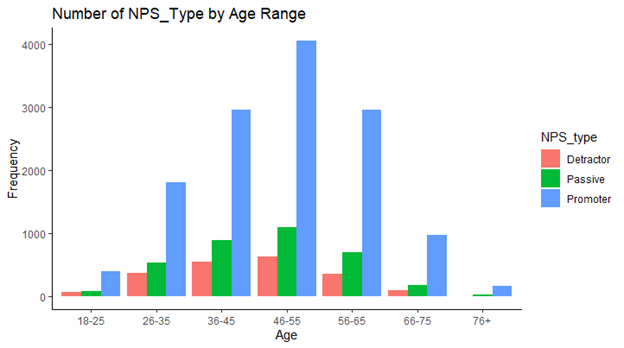 Number of NPS_Type by Age Range
4000
3000
2000
1000
0
Frequency
18-25 26-35 36-45 46-55 56-65 66-75 76+
Age
NPS_type
Detractor
Passive
Promoter